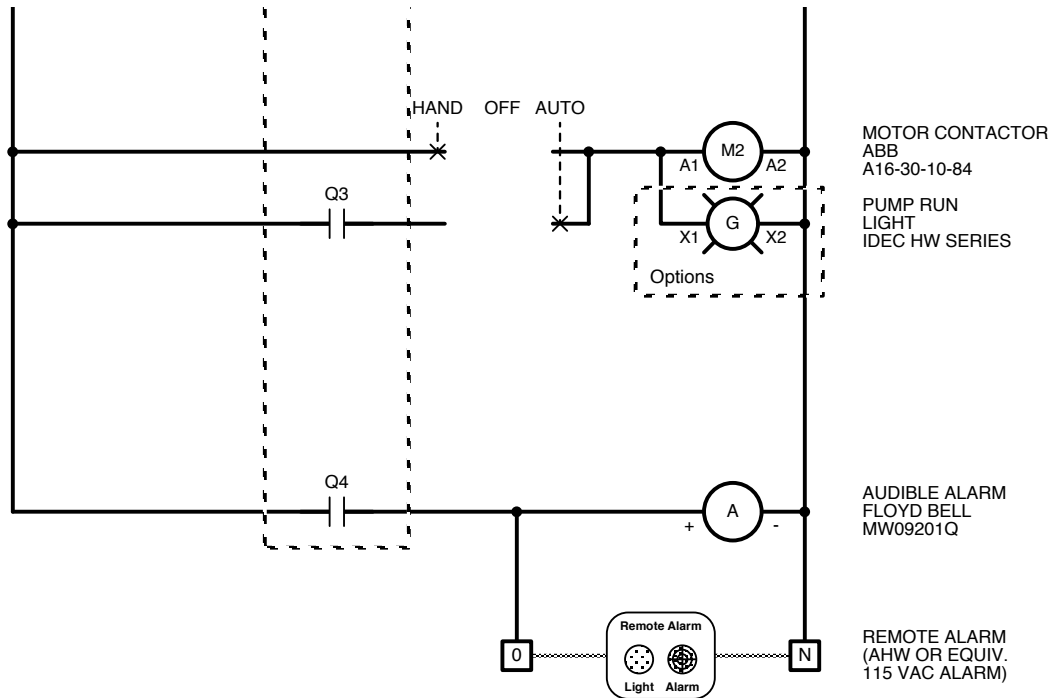 HAND OFF AUTO
M2
A1 A2
MOTOR CONTACTOR
ABB
A16-30-10-84
Q3
G
X1 X2
Options
PUMP RUN
LIGHT
IDEC HW SERIES
Q4
A
+ -
AUDIBLE ALARM
FLOYD BELL
MW09201Q
0
Remote Alarm
Light Alarm
N
REMOTE ALARM
(AHW OR EQUIV.
115 VAC ALARM)